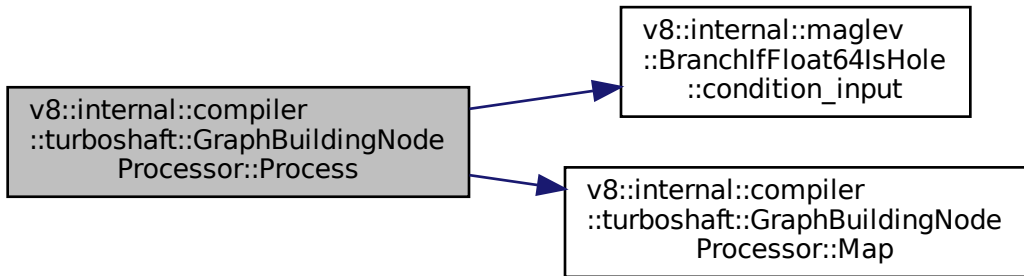 v8::internal::compiler
::turboshaft::GraphBuildingNode
Processor::Process
v8::internal::maglev
::BranchIfFloat64IsHole
::condition_input
v8::internal::compiler
::turboshaft::GraphBuildingNode
Processor::Map